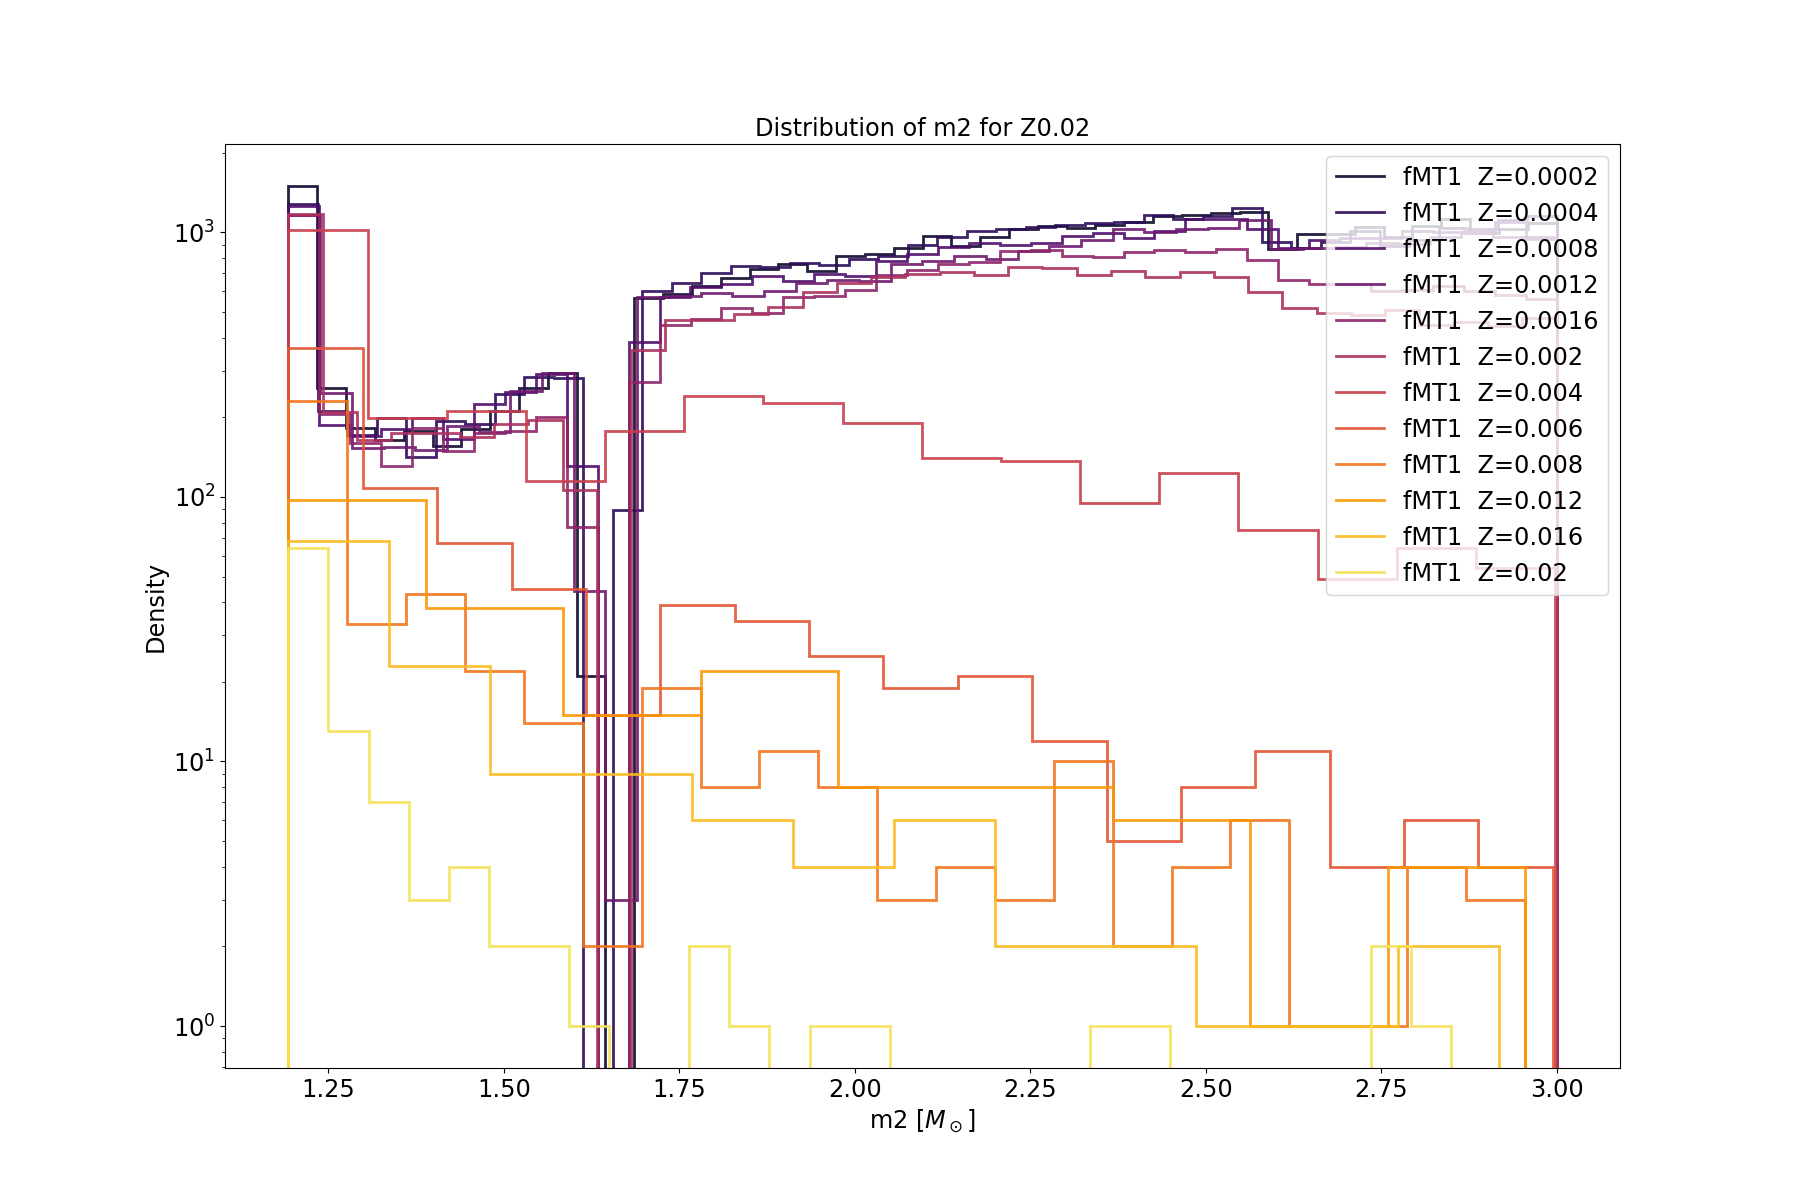 Distribution of m2 for Z0.02
fMT1 Z=0.0002
fMT1 Z=0.0004
fMT1 Z=0.0008
fMT1 Z=0.0012
fMT1 Z=0.0016
fMT1 Z=0.002
fMT1 Z=0.004
fMT1 Z=0.006
fMT1 Z=0.008
fMT1 Z=0.012
fMT1 Z=0.016
fMT1 Z=0.02
10³
10²
10¹
10⁰
Density
1.25 1.50 1.75 2.00 2.25 2.50 2.75 3.00
m2 [M_⊙]